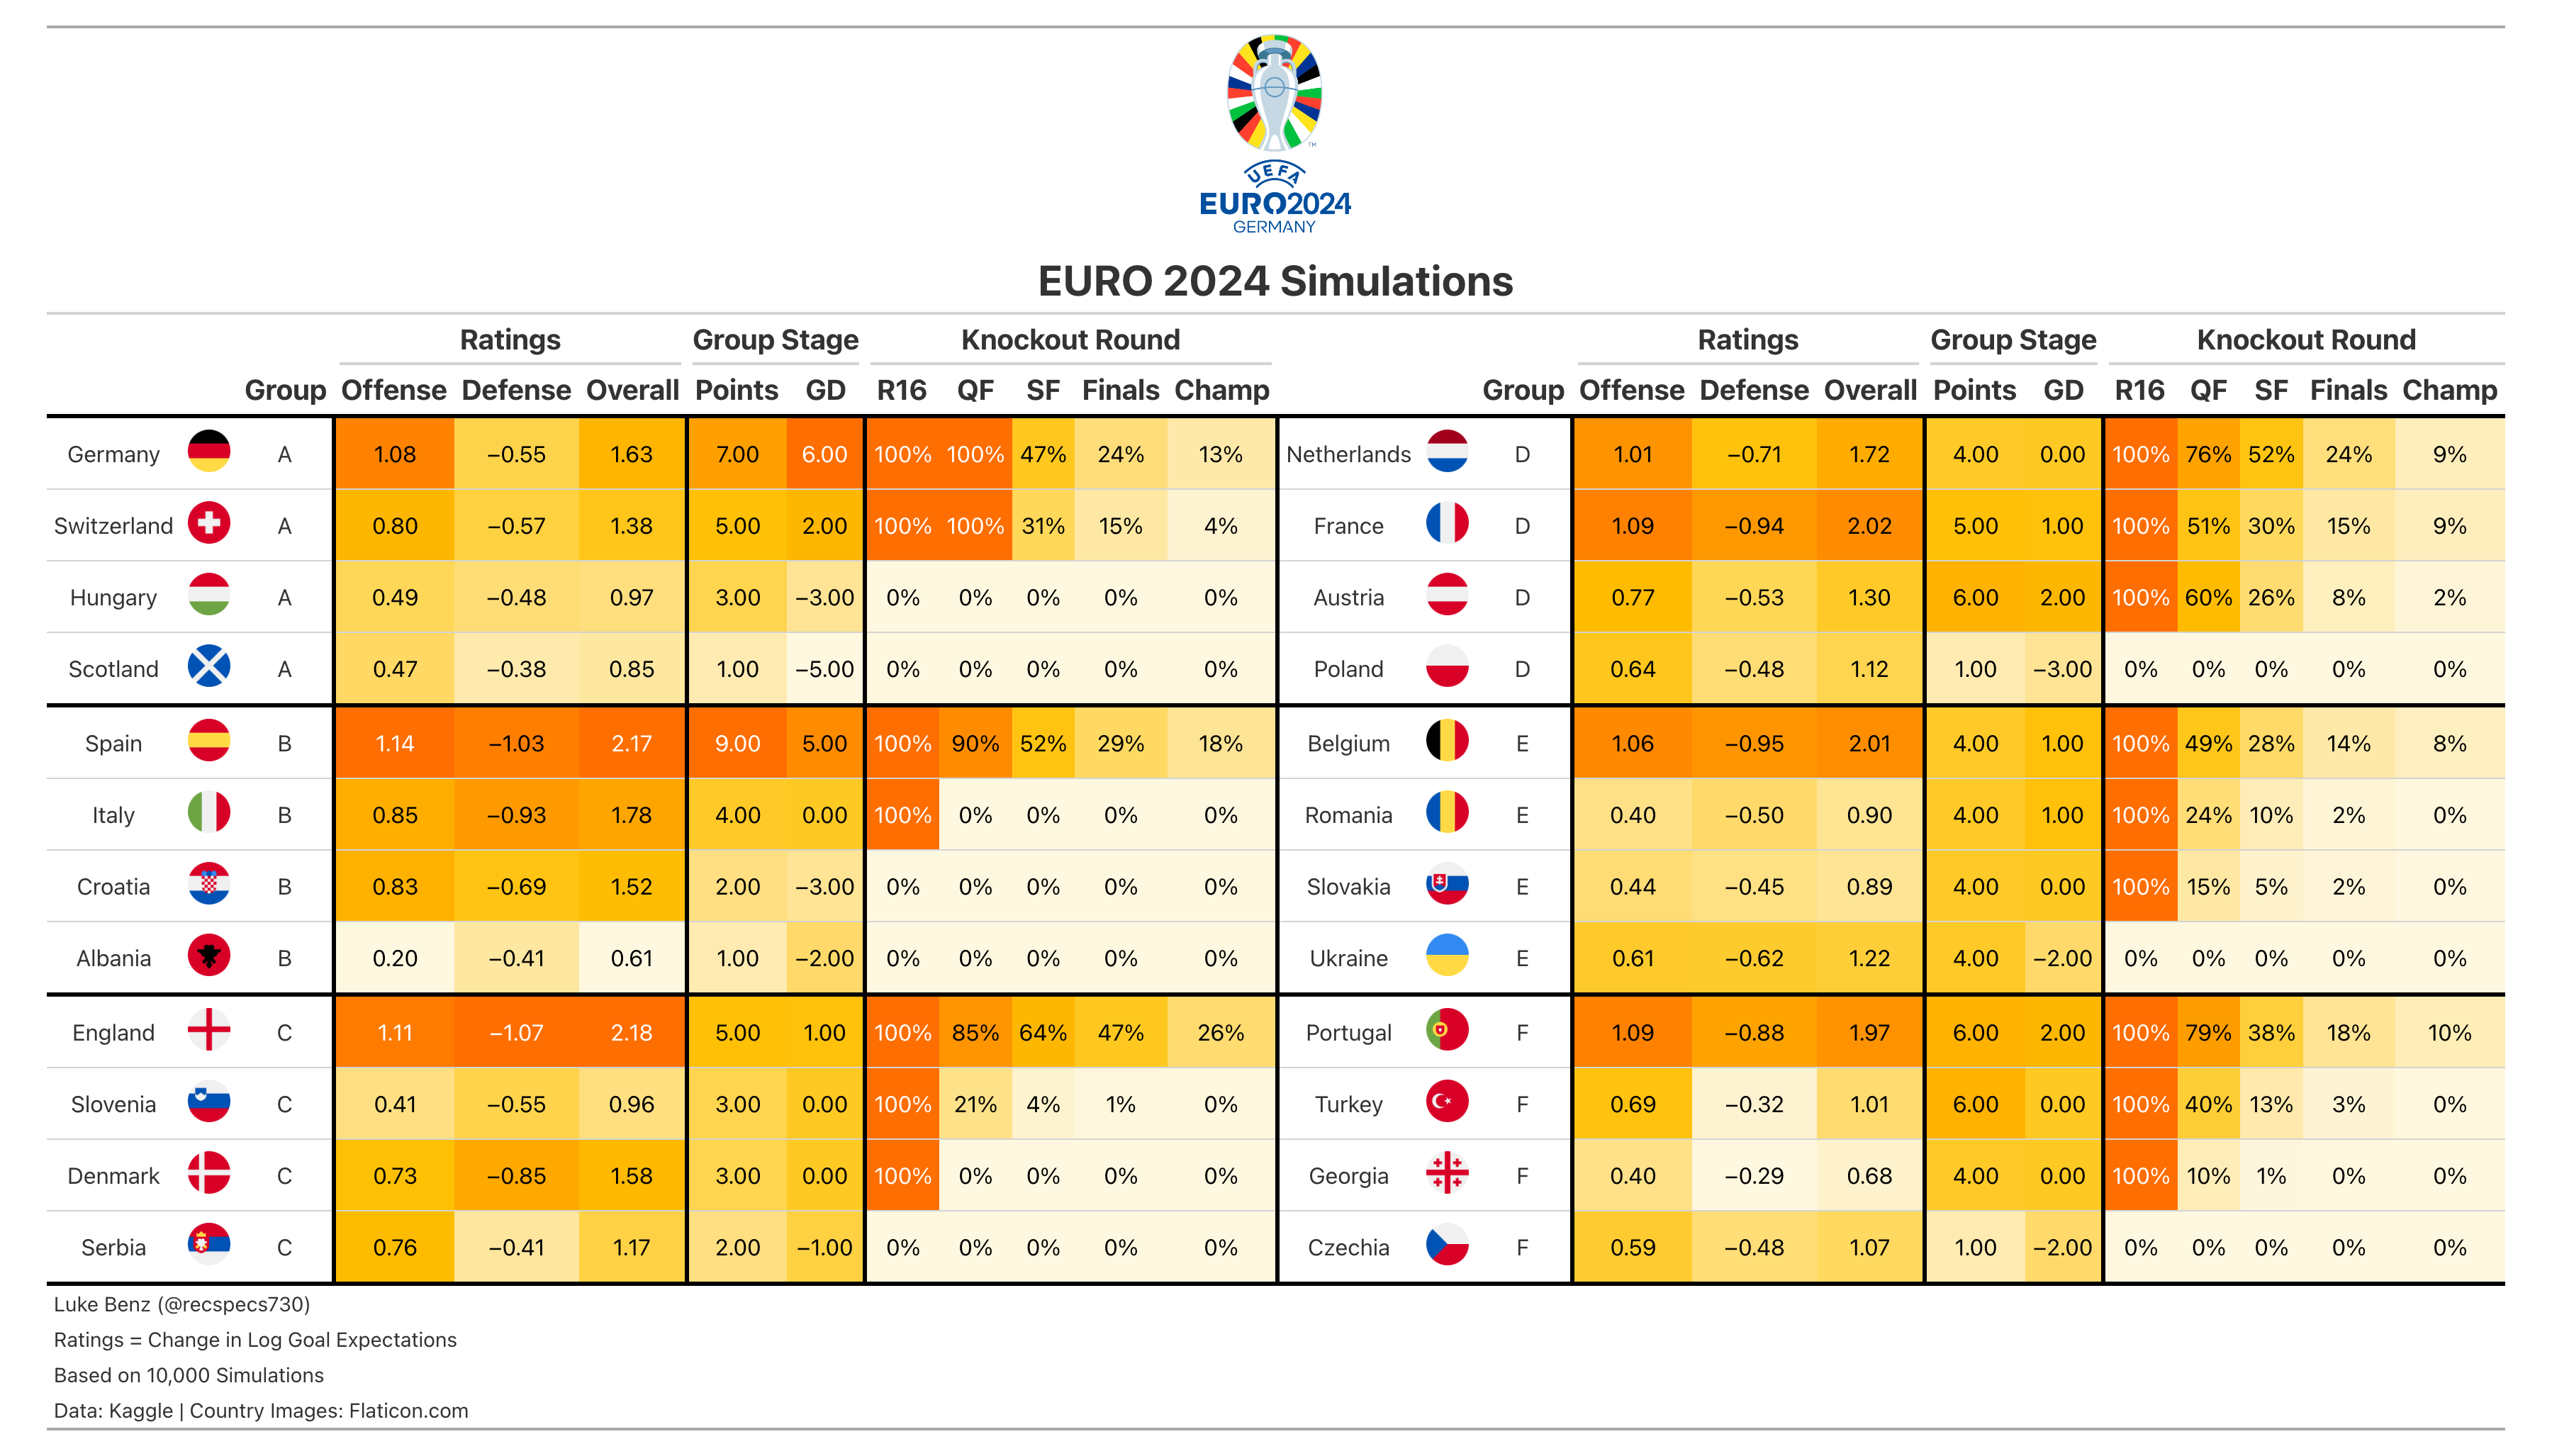 UEFA
EURO2024
GERMANY
TM
EURO 2024 Simulations
Ratings Group Stage Knockout Round Ratings Group Stage Knockout Round
Group Offense Defense Overall Points GD R16 QF SF Finals Champ Group Offense Defense Overall Points GD R16 QF SF Finals Champ
Germany A 1.08 −0.55 1.63 7.00 6.00 100% 100% 47% 24% 13% Netherlands D 1.01 −0.71 1.72 4.00 0.00 100% 76% 52% 24% 9%
Switzerland A 0.80 −0.57 1.38 5.00 2.00 100% 100% 31% 15% 4% France D 1.09 −0.94 2.02 5.00 1.00 100% 51% 30% 15% 9%
Hungary A 0.49 −0.48 0.97 3.00 −3.00 0% 0% 0% 0% 0% Austria D 0.77 −0.53 1.30 6.00 2.00 100% 60% 26% 8% 2%
Scotland A 0.47 −0.38 0.85 1.00 −5.00 0% 0% 0% 0% 0% Poland D 0.64 −0.48 1.12 1.00 −3.00 0% 0% 0% 0% 0%
Spain B 1.14 −1.03 2.17 9.00 5.00 100% 90% 52% 29% 18% Belgium E 1.06 −0.95 2.01 4.00 1.00 100% 49% 28% 14% 8%
Italy B 0.85 −0.93 1.78 4.00 0.00 100% 0% 0% 0% 0% Romania E 0.40 −0.50 0.90 4.00 1.00 100% 24% 10% 2% 0%
Croatia B 0.83 −0.69 1.52 2.00 −3.00 0% 0% 0% 0% 0% Slovakia E 0.44 −0.45 0.89 4.00 0.00 100% 15% 5% 2% 0%
Albania B 0.20 −0.41 0.61 1.00 −2.00 0% 0% 0% 0% 0% Ukraine E 0.61 −0.62 1.22 4.00 −2.00 0% 0% 0% 0% 0%
England C 1.11 −1.07 2.18 5.00 1.00 100% 85% 64% 47% 26% Portugal F 1.09 −0.88 1.97 6.00 2.00 100% 79% 38% 18% 10%
Slovenia C 0.41 −0.55 0.96 3.00 0.00 100% 21% 4% 1% 0% Turkey F 0.69 −0.32 1.01 6.00 0.00 100% 40% 13% 3% 0%
Denmark C 0.73 −0.85 1.58 3.00 0.00 100% 0% 0% 0% 0% Georgia F 0.40 −0.29 0.68 4.00 0.00 100% 10% 1% 0% 0%
Serbia C 0.76 −0.41 1.17 2.00 −1.00 0% 0% 0% 0% 0% Czechia F 0.59 −0.48 1.07 1.00 −2.00 0% 0% 0% 0% 0%
Luke Benz (@recspecs730)
Ratings = Change in Log Goal Expectations
Based on 10,000 Simulations
Data: Kaggle | Country Images: Flaticon.com